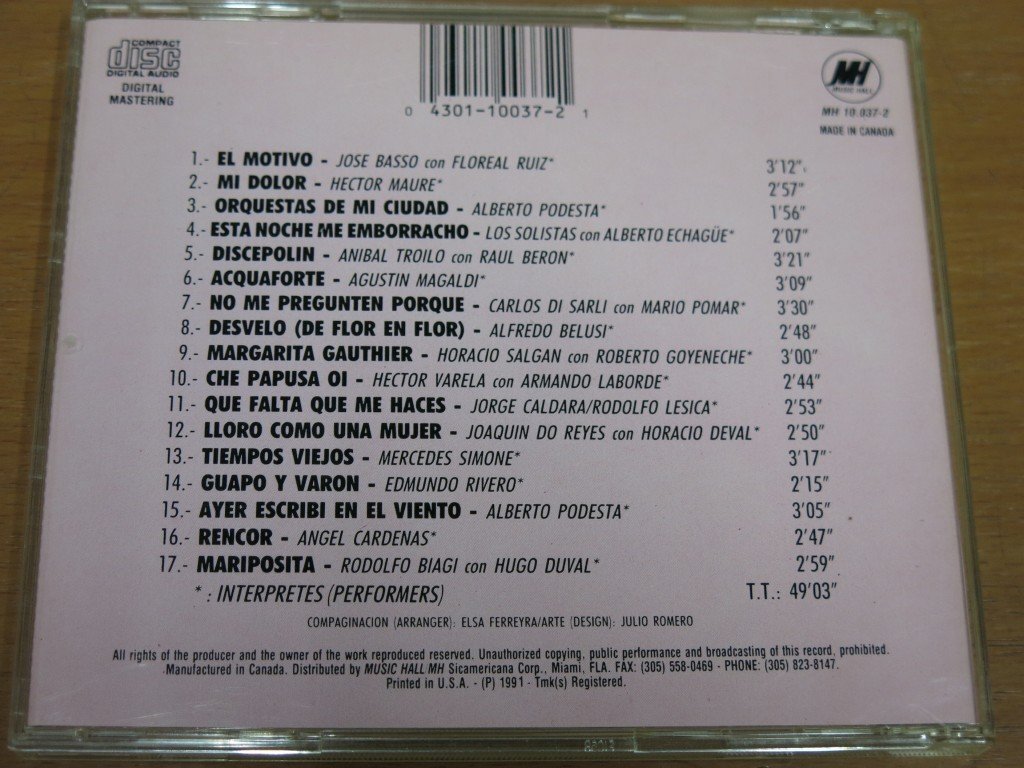 COMPACT
disc
DIGITAL AUDIO
DIGITAL
MASTERING
0 4301-10037-2 1
MH
MUSIC HALL
MH 10.037-2
MADE IN CANADA
1.- EL MOTIVO - JOSE BASSO con FLOREAL RUIZ* 3'12"
2.- MI DOLOR - HECTOR MAURE* 2'57"
3.- ORQUESTAS DE MI CIUDAD - ALBERTO PODESTA* 1'56"
4.- ESTA NOCHE ME EMBORRACHO - LOS SOLISTAS con ALBERTO ECHAGÜE* 2'07"
5.- DISCEPOLIN - ANIBAL TROILO con RAUL BERON* 3'21"
6.- ACQUAFORTE - AGUSTIN MAGALDI* 3'09"
7.- NO ME PREGUNTEN PORQUE - CARLOS DI SARLI con MARIO POMAR* 3'30"
8.- DESVELO (DE FLOR EN FLOR) - ALFREDO BELUSI* 2'48"
9.- MARGARITA GAUTHIER - HORACIO SALGAN con ROBERTO GOYENECHE* 3'00"
10.- CHE PAPUSA OI - HECTOR VARELA con ARMANDO LABORDE* 2'44"
11.- QUE FALTA QUE ME HACES - JORGE CALDARA/RODOLFO LESICA* 2'53"
12.- LLORO COMO UNA MUJER - JOAQUIN DO REYES con HORACIO DEVAL* 2'50"
13.- TIEMPOS VIEJOS - MERCEDES SIMONE* 3'17"
14.- GUAPO Y VARON - EDMUNDO RIVERO* 2'15"
15.- AYER ESCRIBI EN EL VIENTO - ALBERTO PODESTA* 3'05"
16.- RENCOR - ANGEL CARDENAS* 2'47"
17.- MARIPOSITA - RODOLFO BIAGI con HUGO DUVAL* 2'59"
* : INTERPRETES (PERFORMERS) T.T.: 49'03"
COMPAGINACION (ARRANGER): ELSA FERREYRA/ARTE (DESIGN): JULIO ROMERO
All rights of the producer and the owner of the work reproduced reserved. Unauthorized copying, public performance and broadcasting of this record, prohibited.
Manufactured in Canada. Distributed by MUSIC HALL MH Sicamericana Corp., Miami, FLA. FAX: (305) 558-0469 - PHONE: (305) 823-8147.
Printed in U.S.A. - (P) 1991 - Tmk(s) Registered.